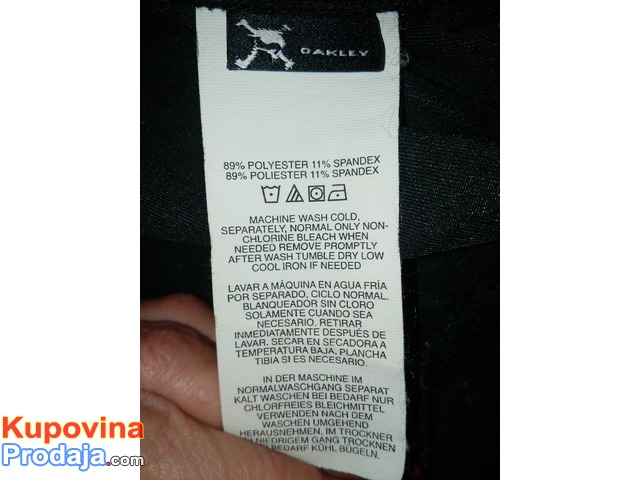 OAKLEY
89% POLYESTER 11% SPANDEX
89% POLIESTER 11% SPANDEX
MACHINE WASH COLD,
SEPARATELY, NORMAL ONLY NON-
CHLORINE BLEACH WHEN
NEEDED REMOVE PROMPTLY
AFTER WASH TUMBLE DRY LOW
COOL IRON IF NEEDED
LAVAR A MÁQUINA EN AGUA FRÍA
POR SEPARADO, CICLO NORMAL.
BLANQUEADOR SIN CLORO
SOLAMENTE CUANDO SEA
NECESARIO. RETIRAR
INMEDIATAMENTE DESPUÉS DE
LAVAR. SECAR EN SECADORA A
TEMPERATURA BAJA. PLANCHA
TIBIA SI ES NECESARIO.
IN DER MASCHINE IM
NORMALWASCHGANG SEPARAT
KALT WASCHEN BEI BEDARF NUR
CHLORFREIES BLEICHMITTEL
VERWENDEN NACH DEM
WASCHEN UMGEHEND
HERAUSNEHMEN. IM TROCKNER
NIEDRIGEM GANG TROCKNEN
BEDARF KÜHL BÜGELN.
Kupovina
Prodaja.com